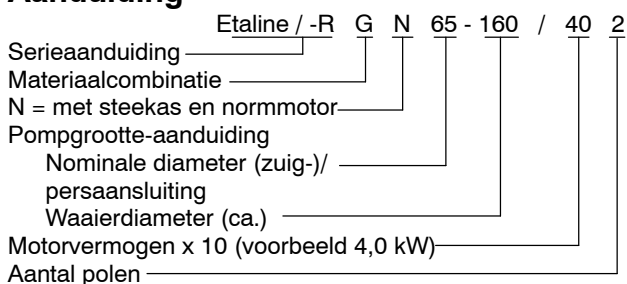 Etaline / -R G N 65 - 160 / 40 2
Serieaanduiding
Materiaalcombinatie
N = met steekas en normmotor
Pompgrootte-aanduiding
Nominale diameter (zuig-)/
persaansluiting
Waaierdiameter (ca.)
Motorvermogen x 10 (voorbeeld 4,0 kW)
Aantal polen